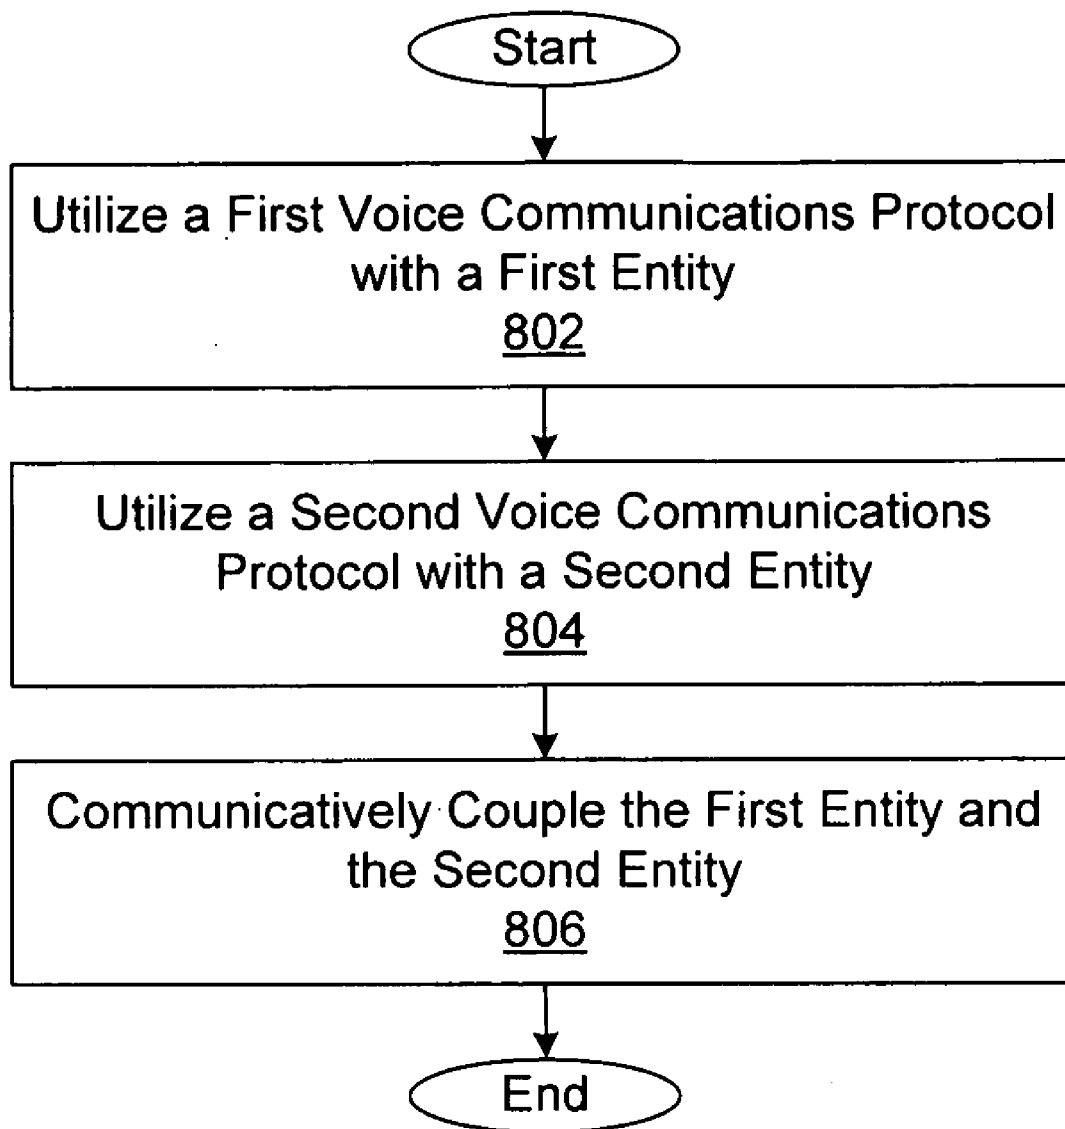 Start
Utilize a First Voice Communications Protocol
with a First Entity
802
Utilize a Second Voice Communications
Protocol with a Second Entity
804
Communicatively Couple the First Entity and
the Second Entity
806
End